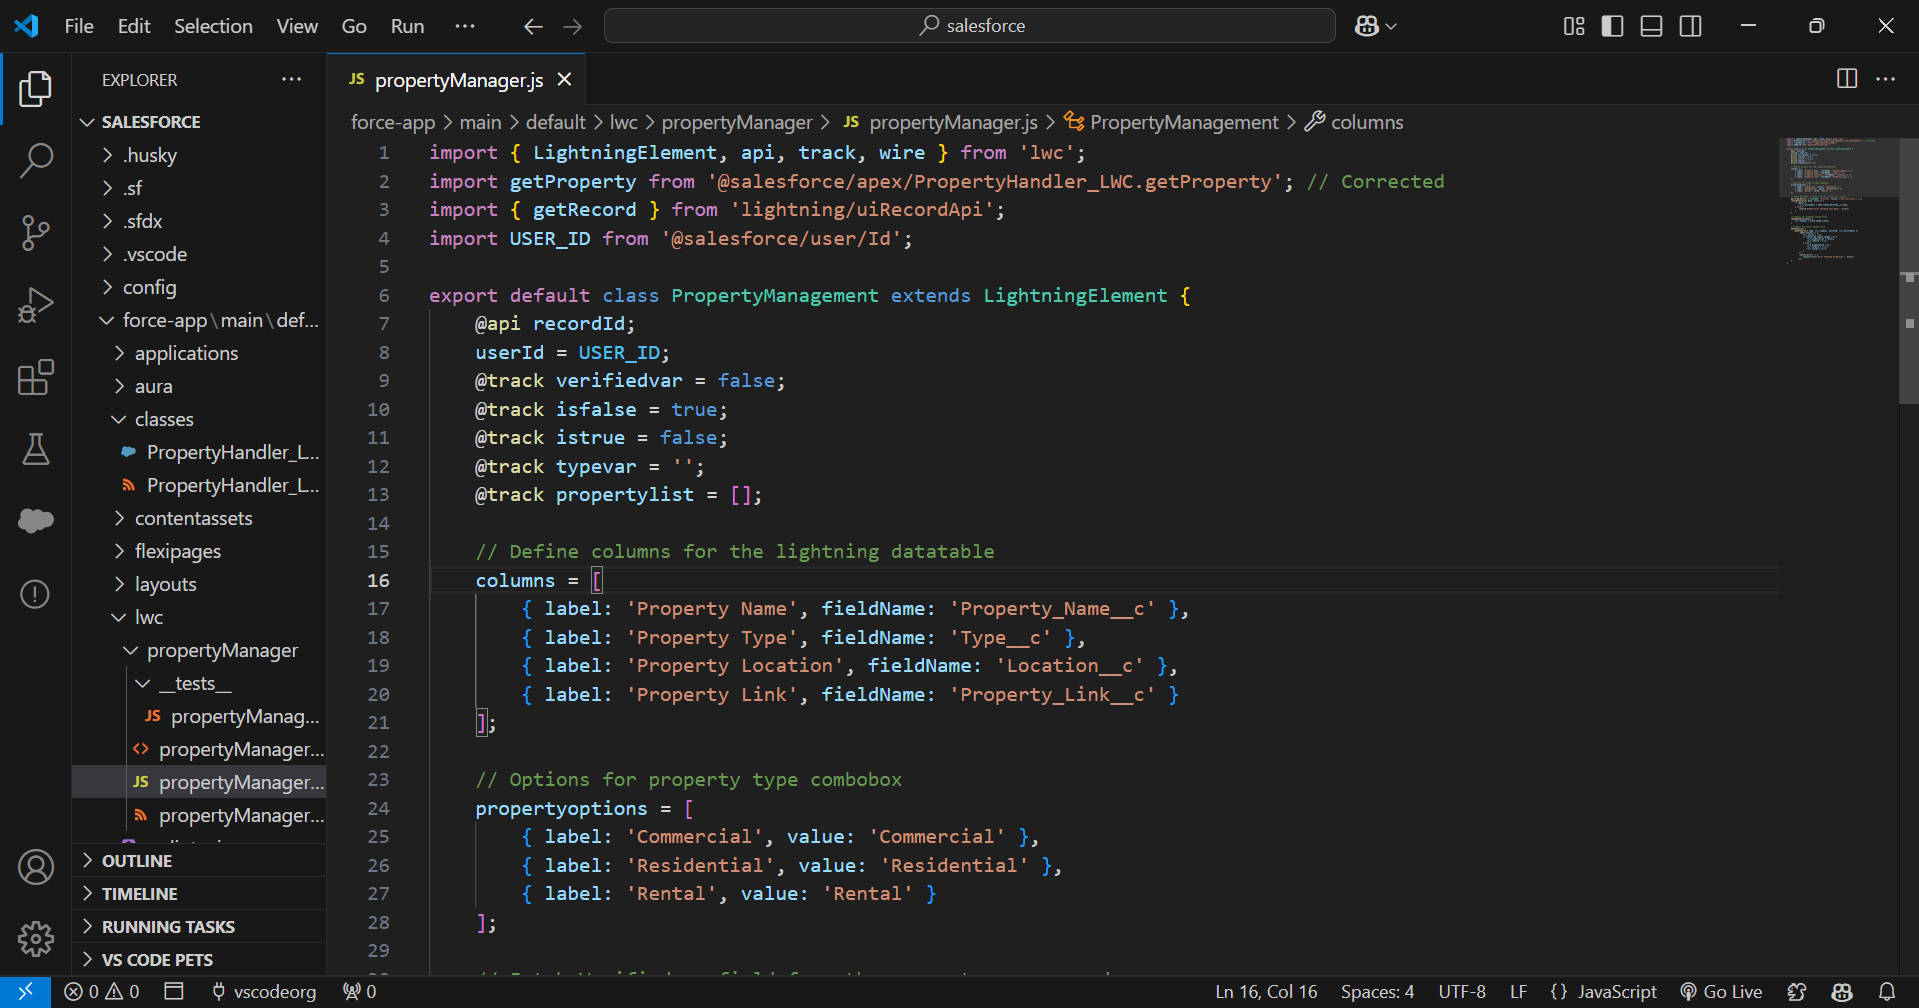 File Edit Selection View Go Run ···
salesforce
EXPLORER
SALESFORCE
.husky
.sf
.sfdx
.vscode
config
force-app\main\def...
applications
aura
classes
PropertyHandler_L...
PropertyHandler_L...
contentassets
flexipages
layouts
lwc
propertyManager
__tests__
JS propertyManag...
<> propertyManager...
JS propertyManager...
propertyManager...
OUTLINE
TIMELINE
RUNNING TASKS
VS CODE PETS
JS propertyManager.js
force-app > main > default > lwc > propertyManager > JS propertyManager.js > PropertyManagement > columns
1 import { LightningElement, api, track, wire } from 'lwc';
2 import getProperty from '@salesforce/apex/PropertyHandler_LWC.getProperty'; // Corrected
3 import { getRecord } from 'lightning/uiRecordApi';
4 import USER_ID from '@salesforce/user/Id';
5
6 export default class PropertyManagement extends LightningElement {
7 @api recordId;
8 userId = USER_ID;
9 @track verifiedvar = false;
10 @track isfalse = true;
11 @track istrue = false;
12 @track typevar = '';
13 @track propertylist = [];
14
15 // Define columns for the lightning datatable
16 columns = [
17 { label: 'Property Name', fieldName: 'Property_Name__c' },
18 { label: 'Property Type', fieldName: 'Type__c' },
19 { label: 'Property Location', fieldName: 'Location__c' },
20 { label: 'Property Link', fieldName: 'Property_Link__c' }
21 ];
22
23 // Options for property type combobox
24 propertyoptions = [
25 { label: 'Commercial', value: 'Commercial' },
26 { label: 'Residential', value: 'Residential' },
27 { label: 'Rental', value: 'Rental' }
28 ];
29
0 0 vscodeorg 0 Ln 16, Col 16 Spaces: 4 UTF-8 LF {} JavaScript Go Live